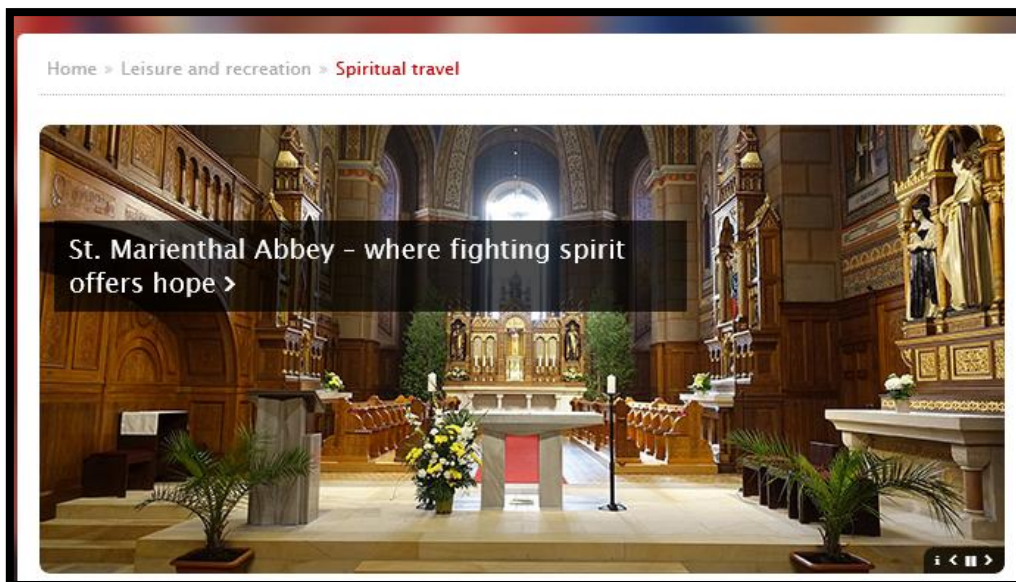 Home » Leisure and recreation » Spiritual travel
St. Marienthal Abbey – where fighting spirit
offers hope >
i < >